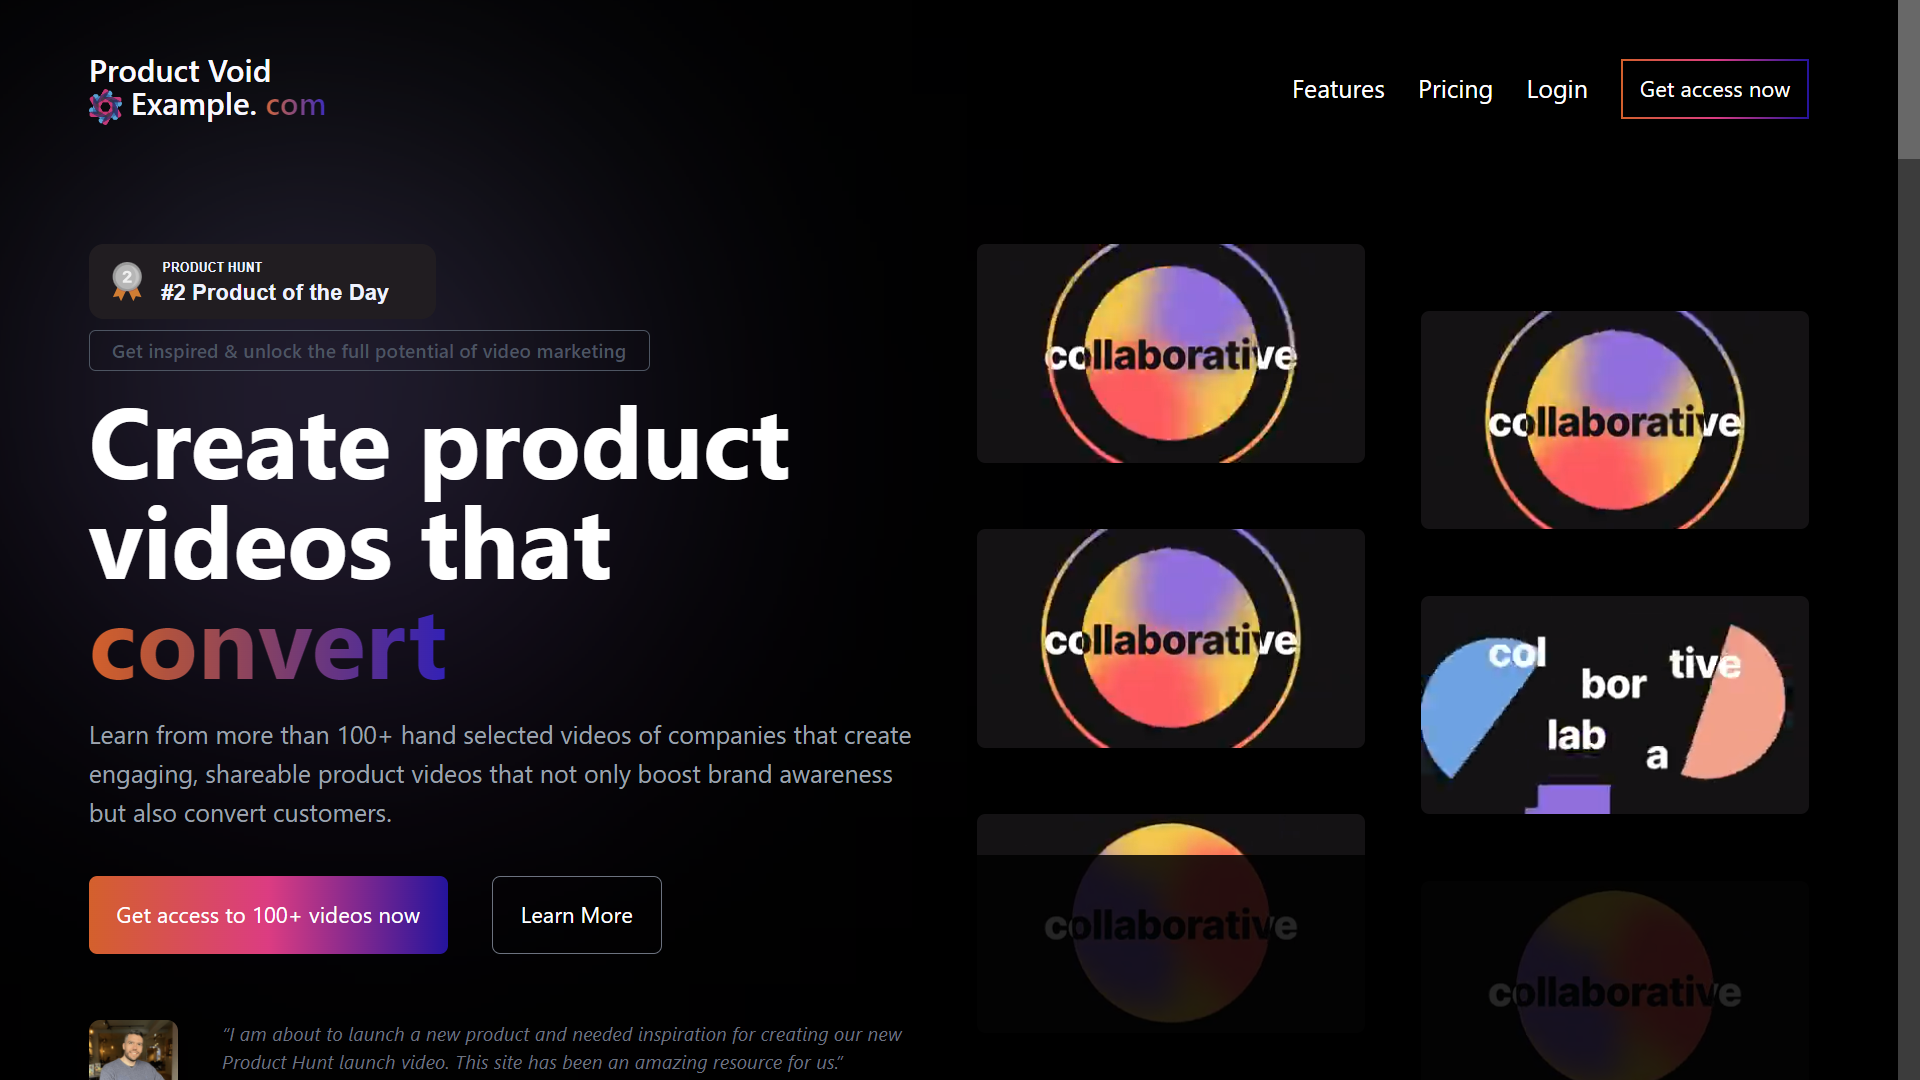 Product Void
Example. com
Features
Pricing
Login
Get access now
2
PRODUCT HUNT
#2 Product of the Day
Get inspired & unlock the full potential of video marketing
Create product
videos that
convert
Learn from more than 100+ hand selected videos of companies that create
engaging, shareable product videos that not only boost brand awareness
but also convert customers.
Get access to 100+ videos now
Learn More
“I am about to launch a new product and needed inspiration for creating our new
Product Hunt launch video. This site has been an amazing resource for us.”
collaborative
collaborative
collaborative
collaborative
col
bor
tive
lab
a
collaborative